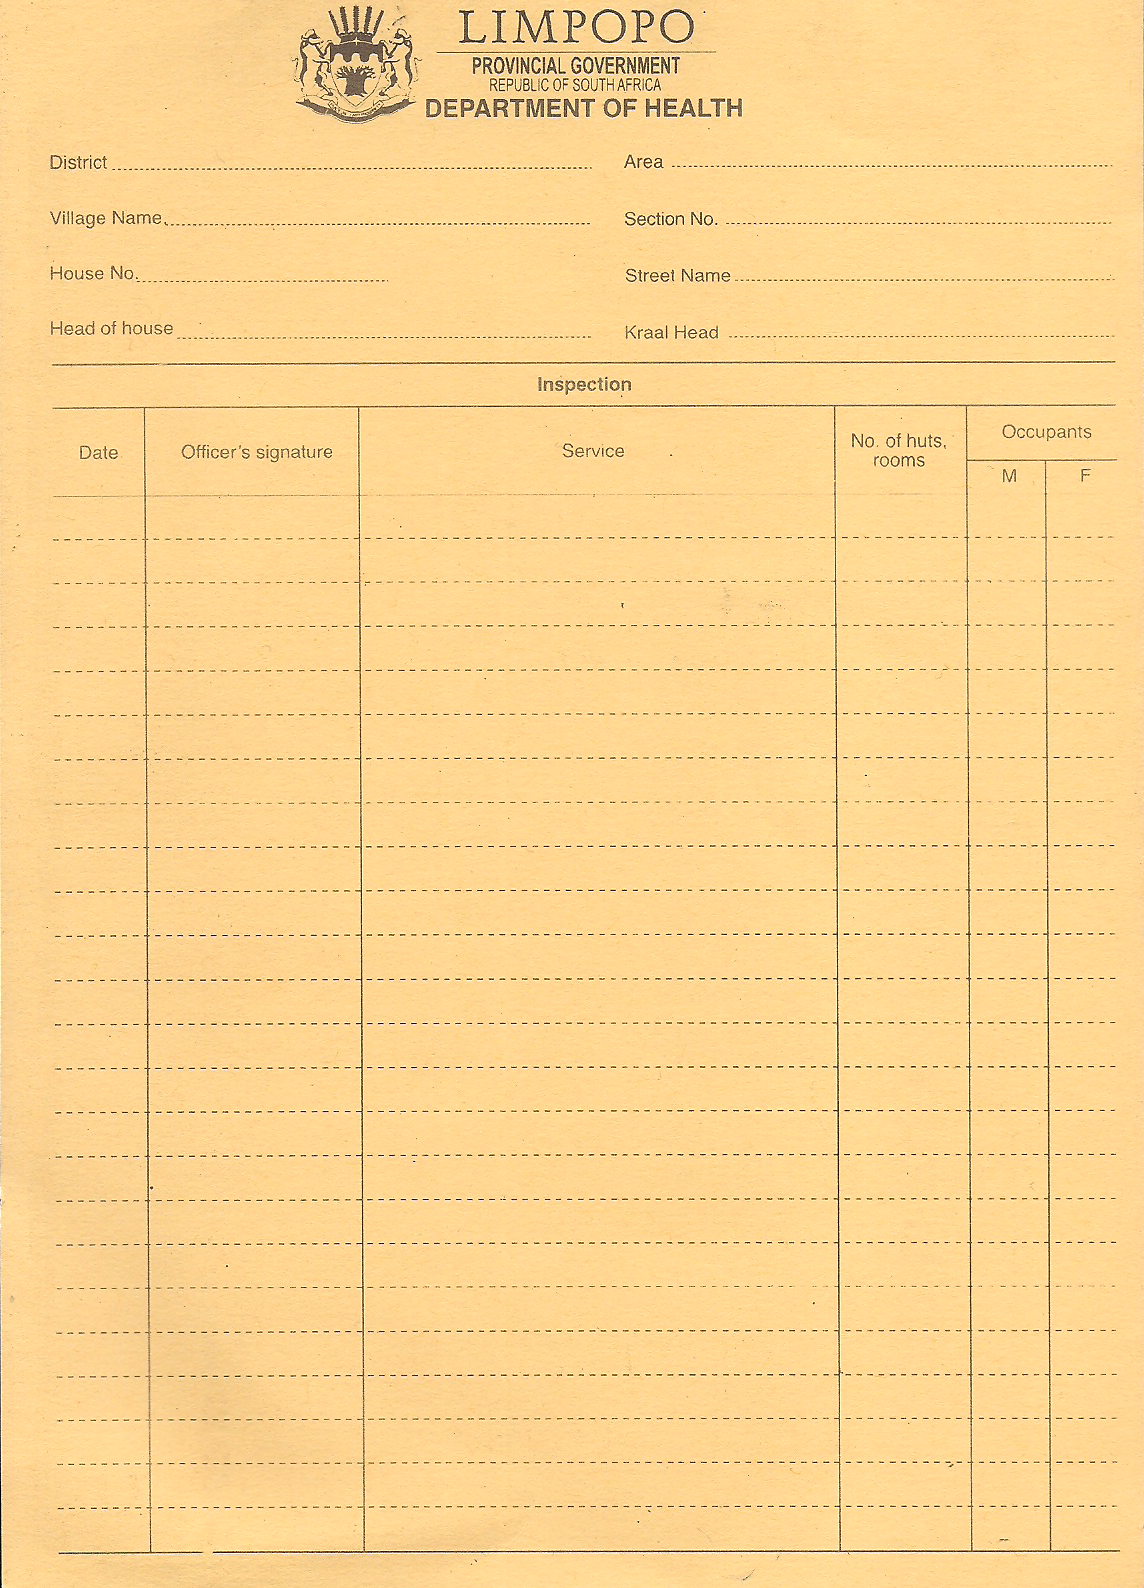 LIMPOPO
PROVINCIAL GOVERNMENT
REPUBLIC OF SOUTH AFRICA
DEPARTMENT OF HEALTH
District
Area
Village Name
Section No.
House No.
Street Name
Head of house
Kraal Head
Inspection
Date
Officer's signature
Service
No. of huts,
rooms
Occupants
M
F